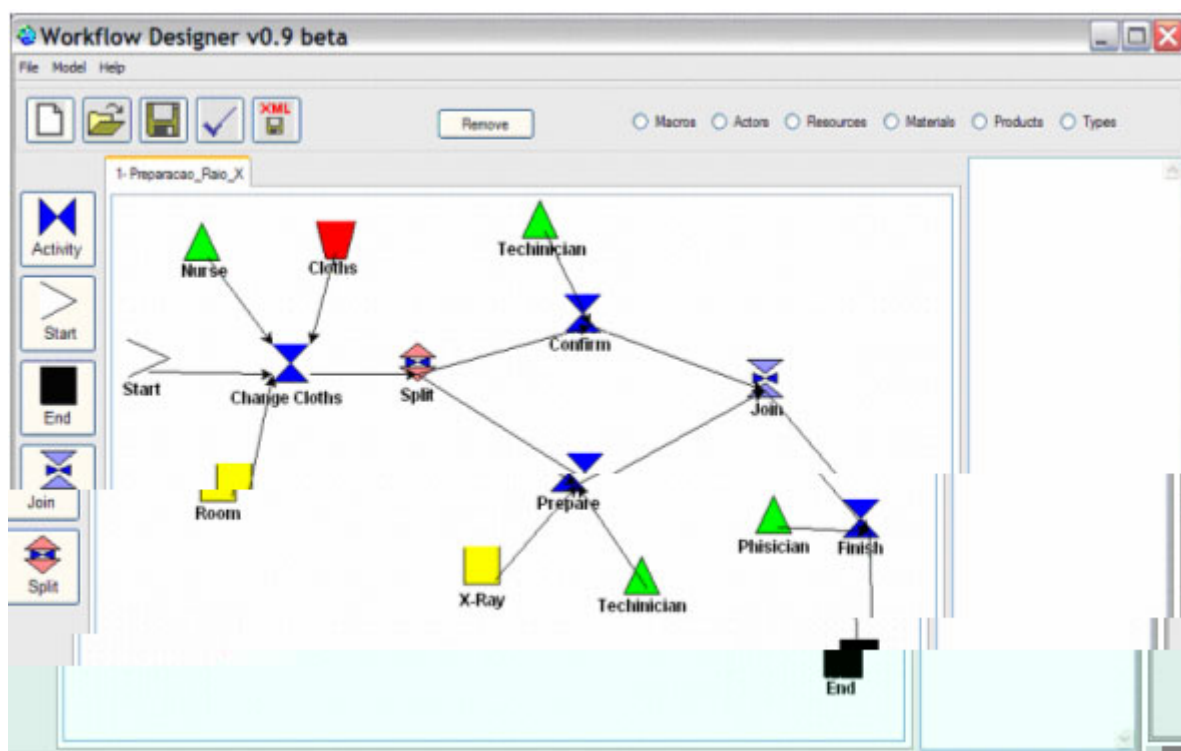 Workflow Designer v0.9 beta
File Model Help
XML
Remove
Macros Actors Resources Materials Products Types
1- Preparacao_Raio_X
Activity
Start
End
Join
Split
Nurse
Cloths
Techinician
Start
Change Cloths
Split
Confirm
Join
Room
Prepare
X-Ray
Techinician
Phisician
Finish
End